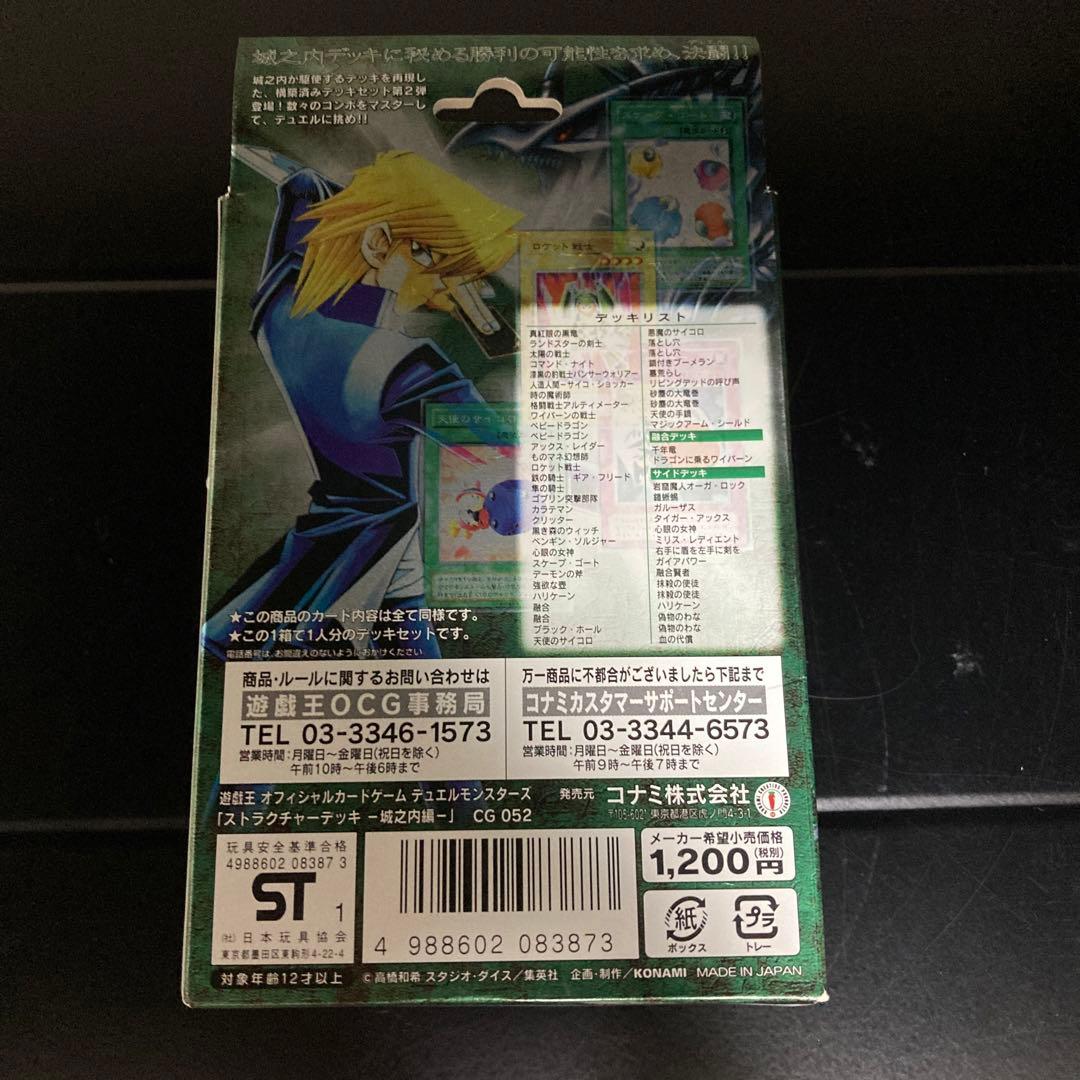 城之内デッキに秘める勝利の可能性を求め、決闘!!
城之内が駆使するデッキを再現し
た、構築済みデッキセット第2弾
登場!数々のコンボをマスターし
て、デュエルに挑め!!
スケープ・ゴート
ロケット戦士
天使のサイコロ
デッキリスト
真紅眼の黒竜
ランドスターの剣士
太陽の戦士
コマンド・ナイト
漆黒の豹戦士パンサーウォリアー
人造人間-サイコ・ショッカー
時の魔術師
格闘戦士アルティメーター
ワイバーンの戦士
ベビードラゴン
ベビードラゴン
アックス・レイダー
ものマネ幻想師
ロケット戦士
鉄の騎士 ギア・フリード
隼の騎士
ゴブリン突撃部隊
カラテマン
クリッター
黒き森のウィッチ
ペンギン・ソルジャー
心眼の女神
スケープ・ゴート
デーモンの斧
強欲な壺
ハリケーン
融合
融合
ブラック・ホール
天使のサイコロ
悪魔のサイコロ
落とし穴
落とし穴
鎖付きブーメラン
墓荒らし
リビングデッドの呼び声
砂塵の大竜巻
砂塵の大竜巻
天使の手鏡
マジックアーム・シールド
融合デッキ
千年竜
ドラゴンに乗るワイバーン
サイドデッキ
岩窟魔人オーガ・ロック
鎧蜥蜴
ガルーザス
タイガー・アックス
心眼の女神
ミリス・レディエント
右手に盾を左手に剣を
ガイアパワー
融合賢者
抹殺の使徒
抹殺の使徒
ハリケーン
偽物のわな
偽物のわな
血の代償
★この商品のカード内容は全て同様です。
★この1箱で1人分のデッキセットです。
電話番号は、お間違えのないようにおかけください。
商品・ルールに関するお問い合わせは
遊戯王OCG事務局
TEL 03-3346-1573
営業時間:月曜日〜金曜日(祝日を除く)
午前10時〜午後6時まで
万一商品に不都合がございましたら下記まで
コナミカスタマーサポートセンター
TEL 03-3344-6573
営業時間:月曜日〜金曜日(祝日を除く)
午前9時〜午後7時まで
遊戯王 オフィシャルカードゲーム デュエルモンスターズ
「ストラクチャーデッキ -城之内編-」 CG 052
発売元 コナミ株式会社
〒105-6021 東京都港区虎ノ門4-3-1
玩具安全基準合格
4988602 08387 3
ST 1
(社)日本玩具協会
東京都墨田区東駒形4-22-4
対象年齢12才以上
4 988602 083873
メーカー希望小売価格
1,200円(税別)
紙
ボックス
プラ
トレー
©高橋和希 スタジオ・ダイス/集英社 企画・制作/KONAMI MADE IN JAPAN